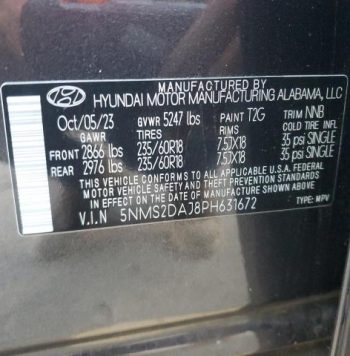 MANUFACTURED BY
HYUNDAI MOTOR MANUFACTURING ALABAMA, LLC
Oct/05/23 GVWR 5247 lbs PAINT T2G TRIM NNB
GAWR TIRES RIMS COLD TIRE INFL
FRONT 2866 lbs 235/60R18 7.5JX18 35 psi SINGLE
REAR 2976 lbs 235/60R18 7.5JX18 35 psi SINGLE
THIS VEHICLE CONFORMS TO ALL APPLICABLE U.S. FEDERAL
MOTOR VEHICLE SAFETY STANDARDS IN EFFECT ON THE
DATE OF MANUFACTURE SHOWN ABOVE.
V.I.N 5NMS2DAJ8PH631672
TYPE: MPV